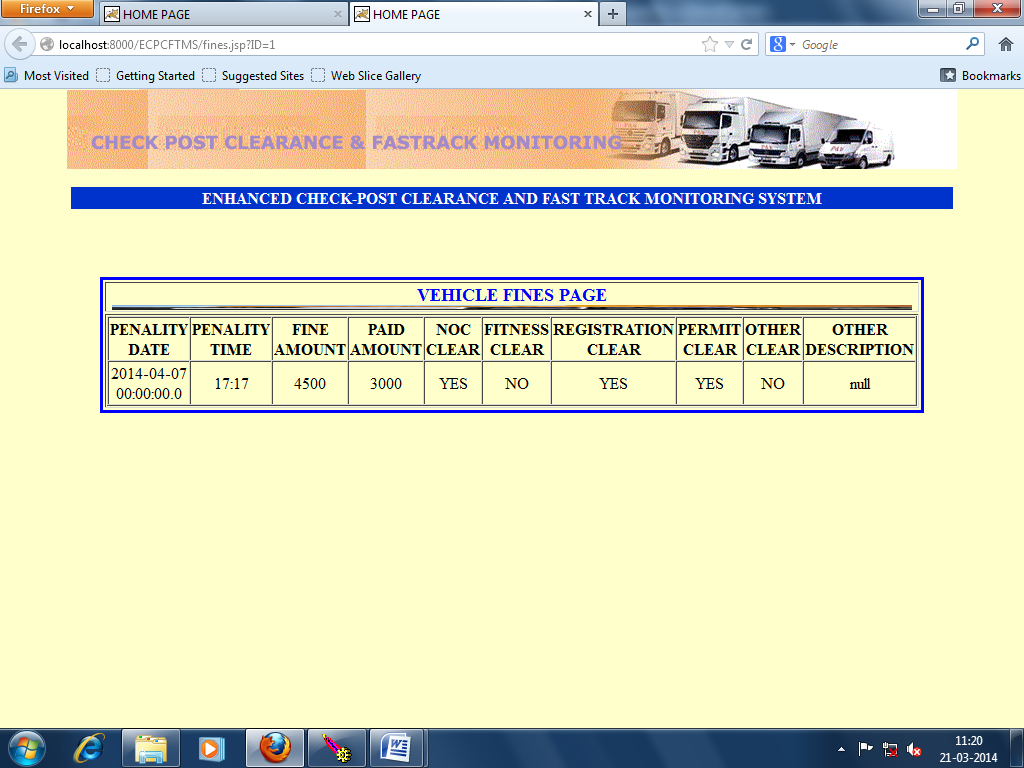 Firefox
HOME PAGE
HOME PAGE
localhost:8000/ECPCFTMS/fines.jsp?ID=1
Google
Most Visited
Getting Started
Suggested Sites
Web Slice Gallery
Bookmarks
CHECK POST CLEARANCE & FASTRACK MONITORING
ENHANCED CHECK-POST CLEARANCE AND FAST TRACK MONITORING SYSTEM
VEHICLE FINES PAGE
PENALITY DATE
PENALITY TIME
FINE AMOUNT
PAID AMOUNT
NOC CLEAR
FITNESS CLEAR
REGISTRATION CLEAR
PERMIT CLEAR
OTHER CLEAR
OTHER DESCRIPTION
2014-04-07 00:00:00.0
17:17
4500
3000
YES
NO
YES
YES
NO
null
11:20
21-03-2014